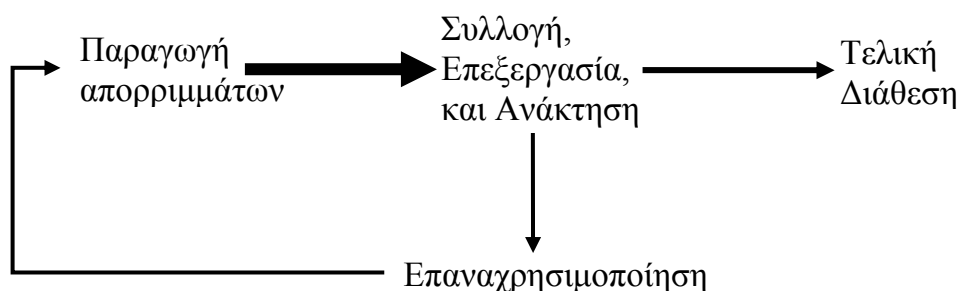 Παραγωγή
απορριμμάτων
Συλλογή,
Επεξεργασία,
και Ανάκτηση
Τελική
Διάθεση
Επαναχρησιμοποίηση